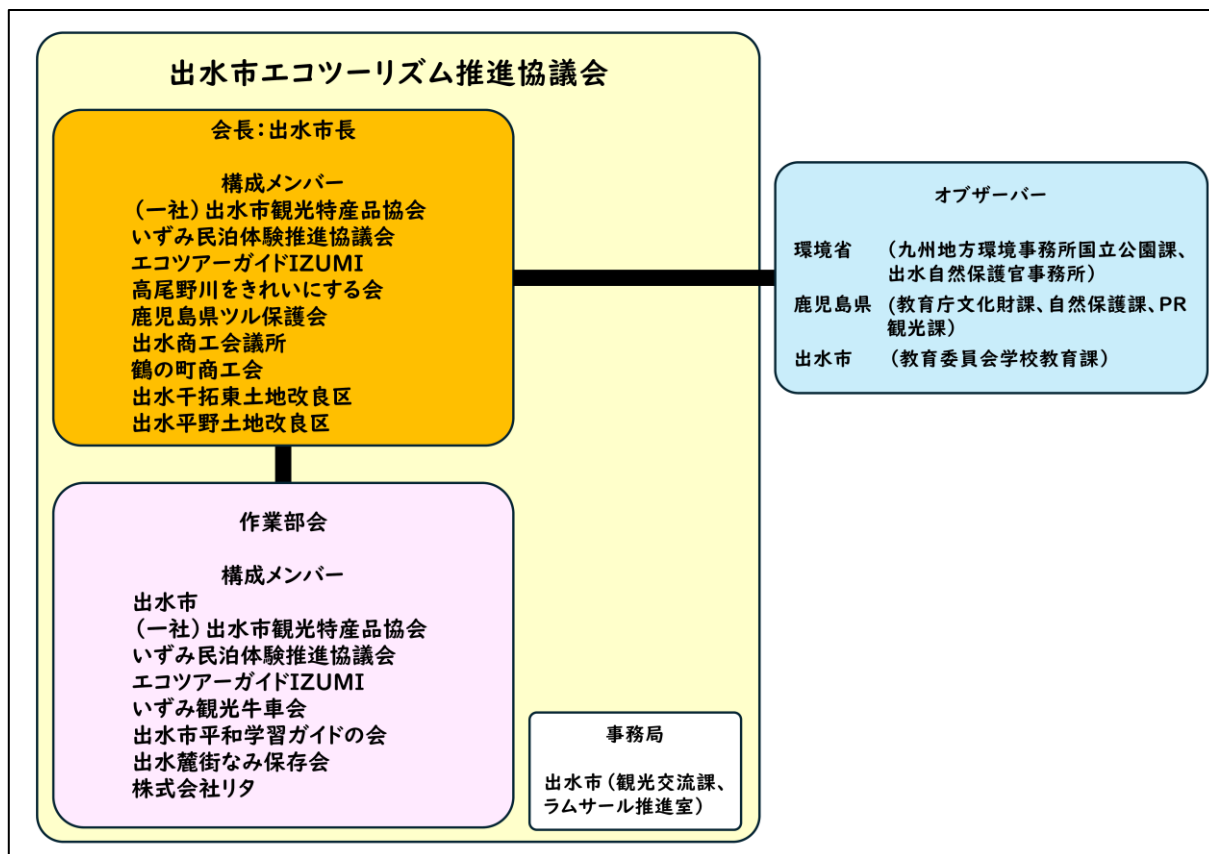 出水市エコツーリズム推進協議会
会長：出水市長
構成メンバー
（一社）出水市観光特産品協会
いずみ民泊体験推進協議会
エコツアーガイドIZUMI
高尾野川をきれいにする会
鹿児島県ツル保護会
出水商工会議所
鶴の町商工会
出水干拓東土地改良区
出水平野土地改良区
作業部会
構成メンバー
出水市
（一社）出水市観光特産品協会
いずみ民泊体験推進協議会
エコツアーガイドIZUMI
いずみ観光牛車会
出水市平和学習ガイドの会
出水麓街なみ保存会
株式会社リタ
事務局
出水市（観光交流課、
ラムサール推進室）
オブザーバー
環境省 （九州地方環境事務所国立公園課、
出水自然保護官事務所）
鹿児島県 （教育庁文化財課、自然保護課、PR
観光課）
出水市 （教育委員会学校教育課）